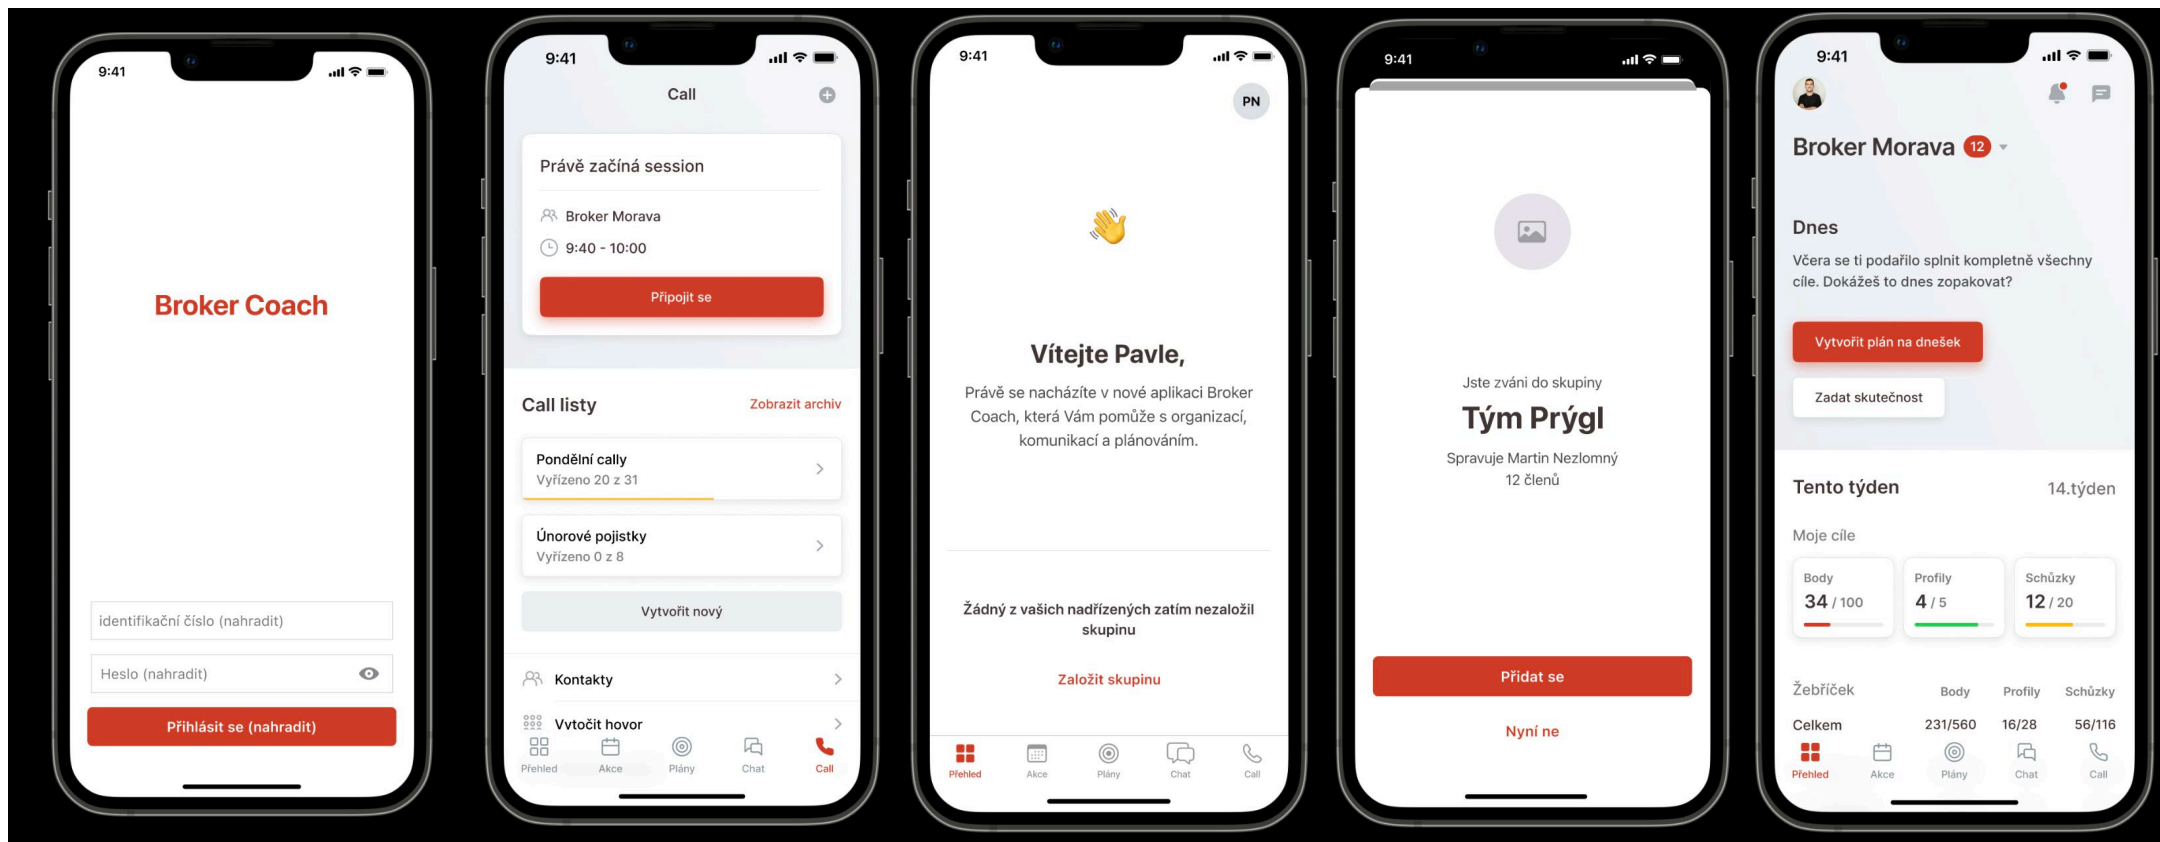 9:41
Broker Coach
identifikační číslo (nahradit)
Heslo (nahradit)
Přihlásit se (nahradit)
9:41
Call
Právě začíná session
Broker Morava
9:40 - 10:00
Připojit se
Call listy
Zobrazit archiv
Pondělní cally
Vyřízeno 20 z 31
Únorové pojistky
Vyřízeno 0 z 8
Vytvořit nový
Kontakty
Vytočit hovor
Přehled
Akce
Plány
Chat
Call
9:41
PN
Vítejte Pavle,
Právě se nacházíte v nové aplikaci Broker
Coach, která Vám pomůže s organizací,
komunikací a plánováním.
Žádný z vašich nadřízených zatím nezaložil
skupinu
Založit skupinu
Přehled
Akce
Plány
Chat
Call
9:41
Jste zváni do skupiny
Tým Prýgl
Spravuje Martin Nezlomný
12 členů
Přidat se
Nyní ne
9:41
Broker Morava 12
Dnes
Včera se ti podařilo splnit kompletně všechny
cíle. Dokážeš to dnes zopakovat?
Vytvořit plán na dnešek
Zadat skutečnost
Tento týden
14.týden
Moje cíle
Body
34 / 100
Profily
4 / 5
Schůzky
12 / 20
Žebříček Body Profily Schůzky
Celkem 231/560 16/28 56/116
Přehled
Akce
Plány
Chat
Call